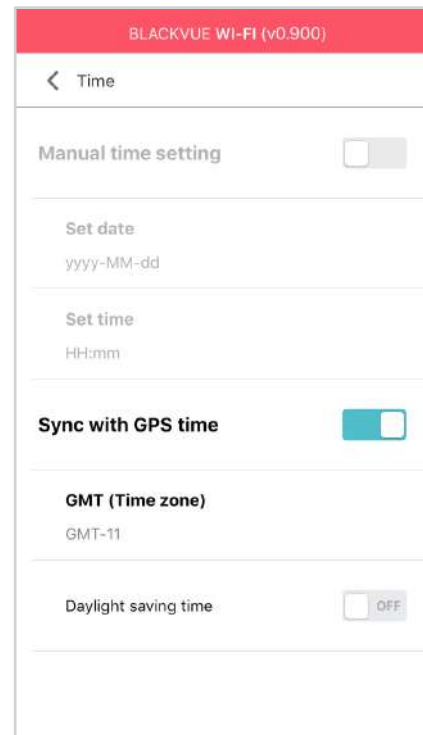 BLACKVUE WI-FI (v0.900)
Time
Manual time setting
Set date
yyyy-MM-dd
Set time
HH:mm
Sync with GPS time
GMT (Time zone)
GMT-11
Daylight saving time OFF